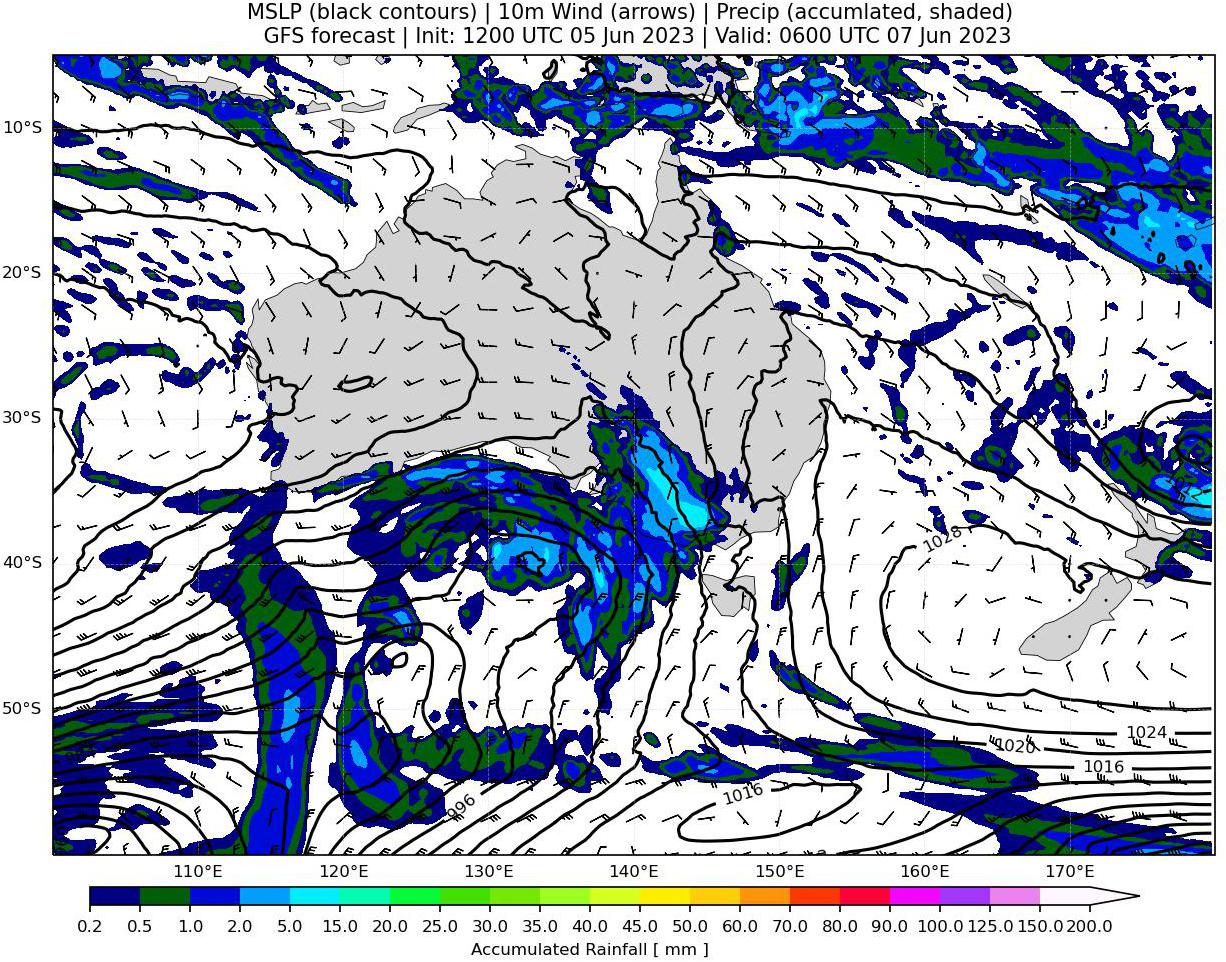 MSLP (black contours) | 10m Wind (arrows) | Precip (accumlated, shaded)
GFS forecast | Init: 1200 UTC 05 Jun 2023 | Valid: 0600 UTC 07 Jun 2023
10°S
20°S
30°S
1012
1028
40°S
50°S
1024
1020
1016
1016
996
110°E 120°E 130°E 140°E 150°E 160°E 170°E
0.2 0.5 1.0 2.0 5.0 10.0 15.0 20.0 25.0 30.0 35.0 40.0 45.0 50.0 60.0 70.0 80.0 90.0 100.0 125.0 150.0 200.0
Accumulated Rainfall [ mm ]